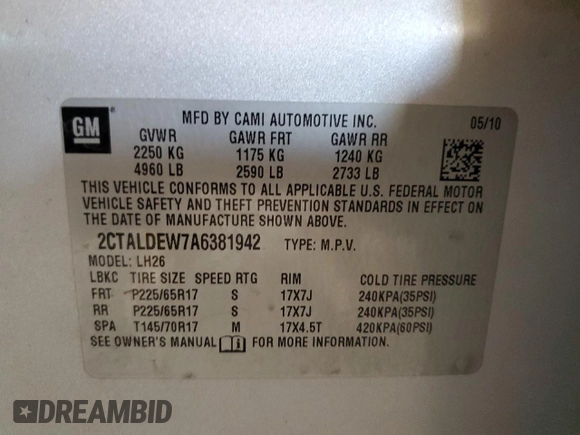 GM
MFD BY CAMI AUTOMOTIVE INC. 05/10
GVWR GAWR FRT GAWR RR
2250 KG 1175 KG 1240 KG
4960 LB 2590 LB 2733 LB
THIS VEHICLE CONFORMS TO ALL APPLICABLE U.S. FEDERAL MOTOR
VEHICLE SAFETY AND THEFT PREVENTION STANDARDS IN EFFECT ON THE
DATE OF MANUFACTURE SHOWN ABOVE.
2CTALDEW7A6381942 TYPE: M.P.V.
MODEL: LH26
LBKC TIRE SIZE SPEED RTG RIM COLD TIRE PRESSURE
FRT P225/65R17 S 17X7J 240KPA(35PSI)
RR P225/65R17 S 17X7J 240KPA(35PSI)
SPA T145/70R17 M 17X4.5T 420KPA(60PSI)
SEE OWNER'S MANUAL FOR MORE INFORMATION.
DREAMBID